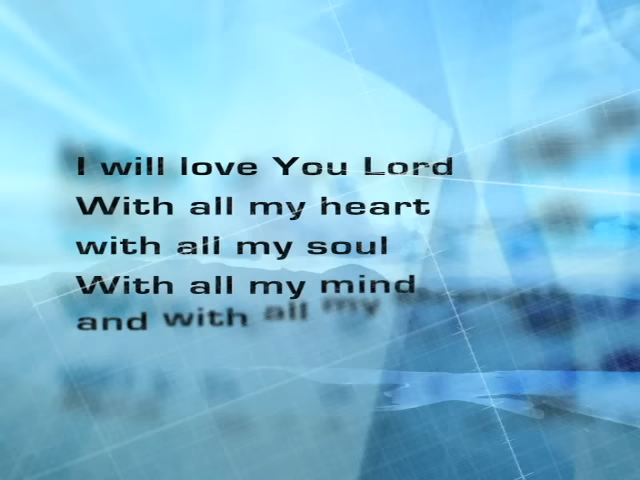 I will love You Lord
With all my heart
with all my soul
With all my mind
and with all my